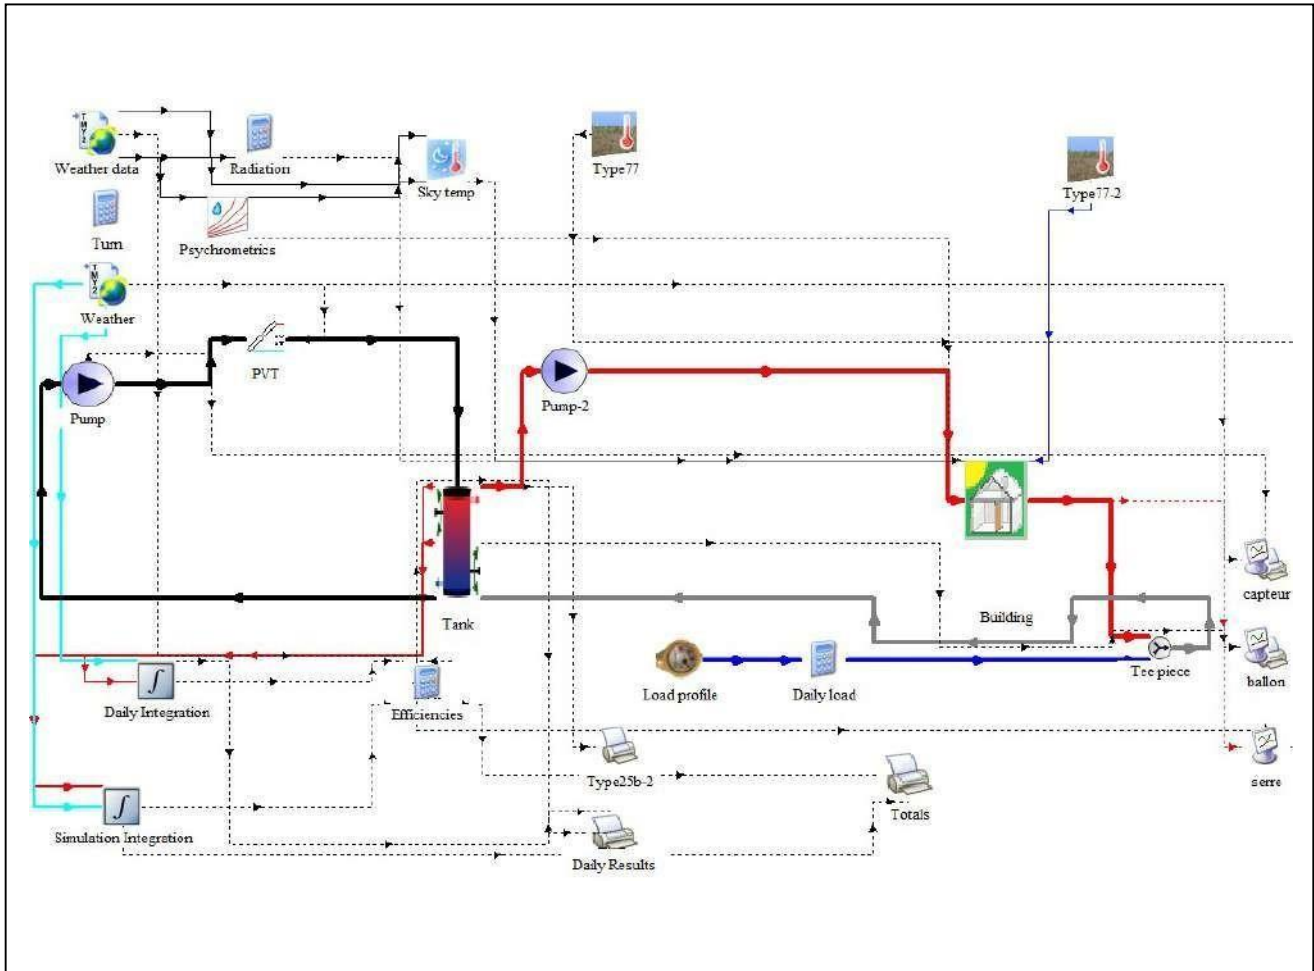 Weather data
Radiation
Sky temp
Type77
Type77-2
Turn
Psychrometrics
Weather
PVT
Pump
Pump-2
Tank
Building
Load profile
Daily load
Tee piece
capteur
ballon
serre
Daily Integration
Efficiencies
Type25b-2
Totals
Simulation Integration
Daily Results